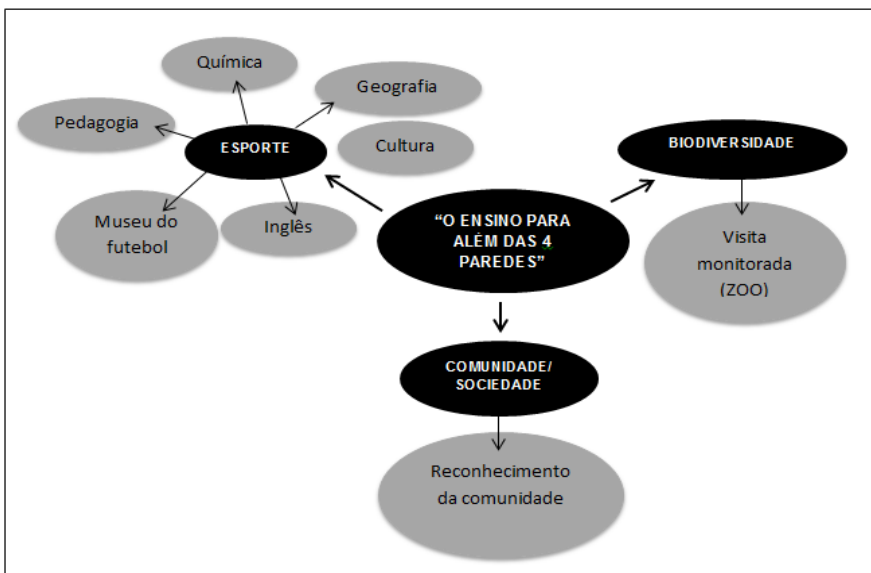 Química
Geografia
Pedagogia
ESPORTE
Cultura
BIODIVERSIDADE
Museu do
futebol
Inglês
“O ENSINO PARA
ALÉM DAS 4
PAREDES”
Visita
monitorada
(ZOO)
COMUNIDADE/
SOCIEDADE
Reconhecimento
da comunidade